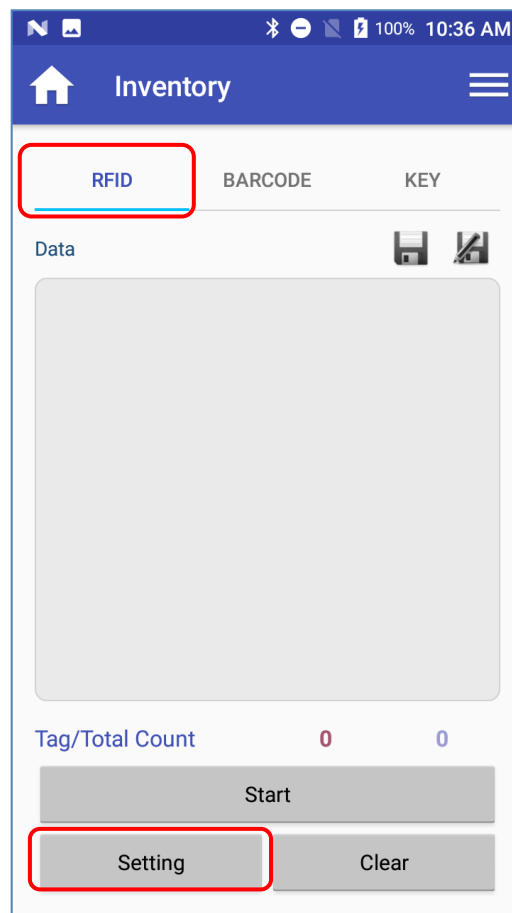 100% 10:36 AM
Inventory
RFID BARCODE KEY
Data
Tag/Total Count 0 0
Start
Setting Clear